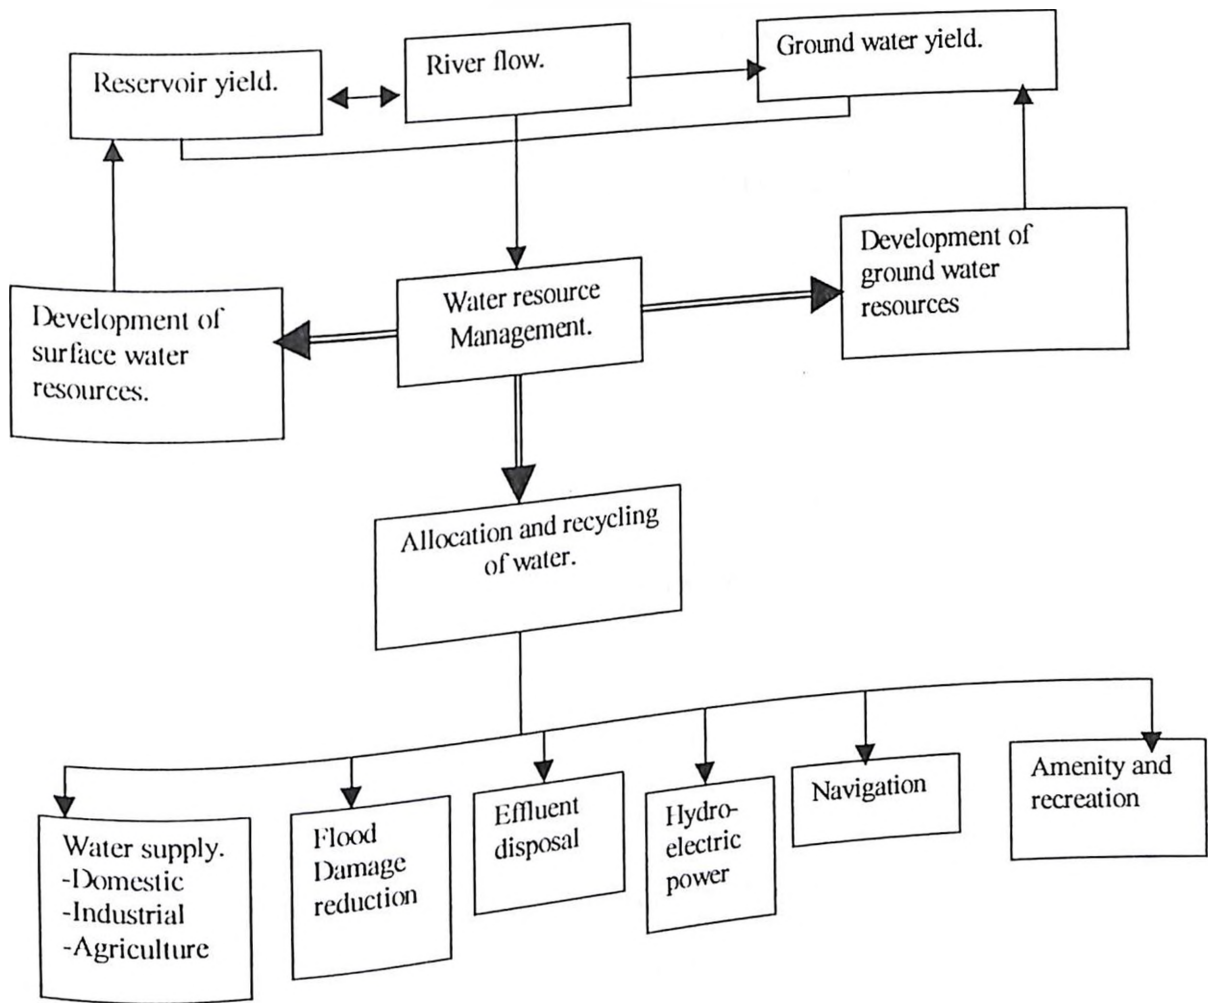 Reservoir yield.
River flow.
Ground water yield.
Development of
surface water
resources.
Water resource
Management.
Development of
ground water
resources
Allocation and recycling
of water.
Water supply.
-Domestic
-Industrial
-Agriculture
Flood
Damage
reduction
Effluent
disposal
Hydro-
electric
power
Navigation
Amenity and
recreation